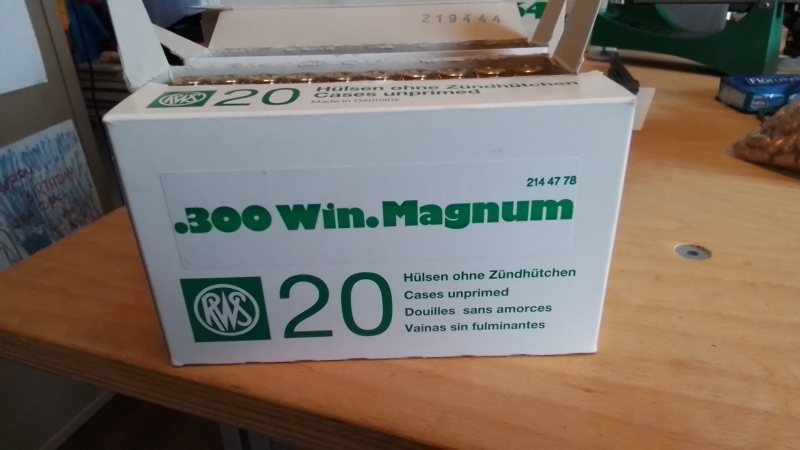 219444
RWS 20 Hülsen ohne Zündhütchen
Cases unprimed
Made in Germany
214 47 78
.300 Win.Magnum
RWS 20
Hülsen ohne Zündhütchen
Cases unprimed
Douilles sans amorces
Vainas sin fulminantes